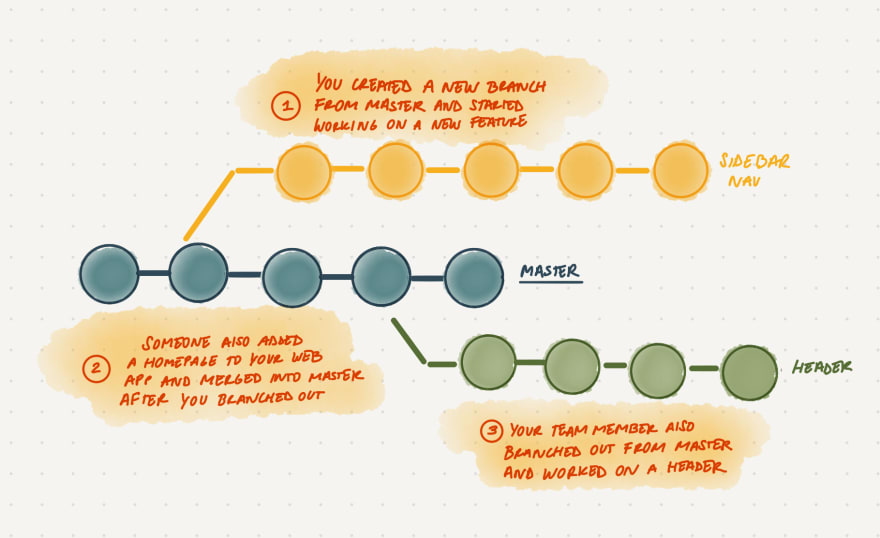 1
YOU CREATED A NEW BRANCH
FROM MASTER AND STARTED
WORKING ON A NEW FEATURE
SIDEBAR
NAV
MASTER
2
SOMEONE ALSO ADDED
A HOMEPAGE TO YOUR WEB
APP AND MERGED INTO MASTER
AFTER YOU BRANCHED OUT
HEADER
3
YOUR TEAM MEMBER ALSO
BRANCHED OUT FROM MASTER
AND WORKED ON A HEADER